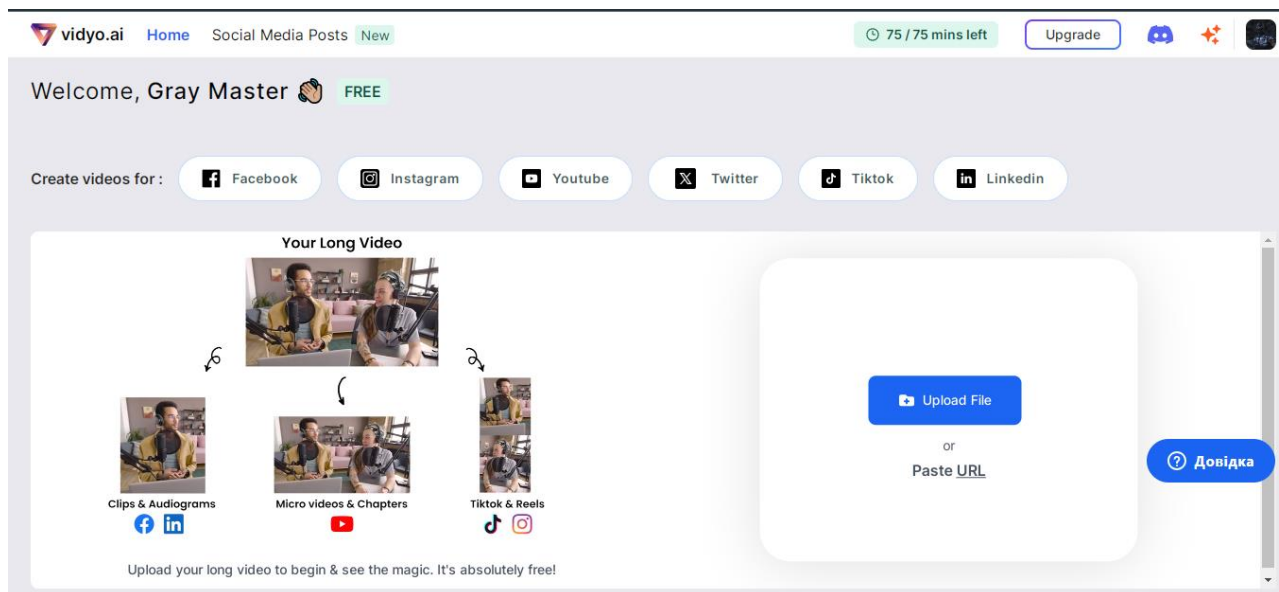 vidyo.ai Home Social Media Posts New 75 / 75 mins left Upgrade
Welcome, Gray Master FREE
Create videos for : Facebook Instagram Youtube Twitter Tiktok Linkedin
Your Long Video
Clips & Audiograms
Micro videos & Chapters
Tiktok & Reels
Upload your long video to begin & see the magic. It's absolutely free!
Upload File
or
Paste URL
Довідка